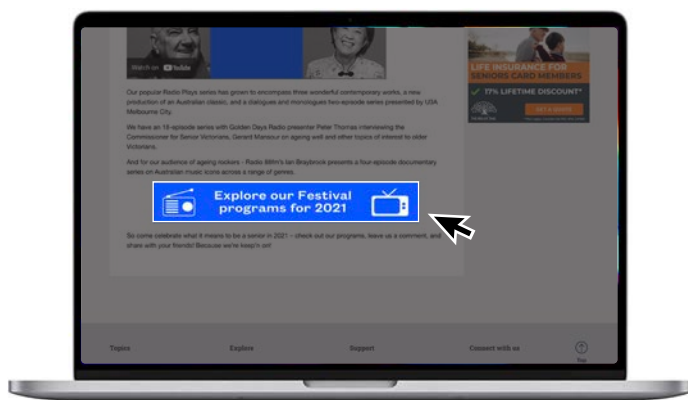 Watch on YouTube
LIFE INSURANCE FOR
SENIORS CARD MEMBERS
17% LIFETIME DISCOUNT*
GET A QUOTE
Our popular Radio Plays series has grown to encompass three wonderful contemporary works, a new
production of an Australian classic, and a dialogues and monologues two-episode series presented by U3A
Melbourne City.
We have an 18-episode series with Golden Days Radio presenter Peter Thomas interviewing the
Commissioner for Senior Victorians, Gerard Mansour on ageing well and other topics of interest to older
Victorians.
And for our audience of ageing rockers - Radio 88fm's Ian Braybrook presents a four-episode documentary
series on Australian music icons across a range of genres.
Explore our Festival
programs for 2021
So come celebrate what it means to be a senior in 2021 – check out our programs, leave us a comment, and
share with your friends! Because we're keep'n on!
Topics
Explore
Support
Connect with us
Top